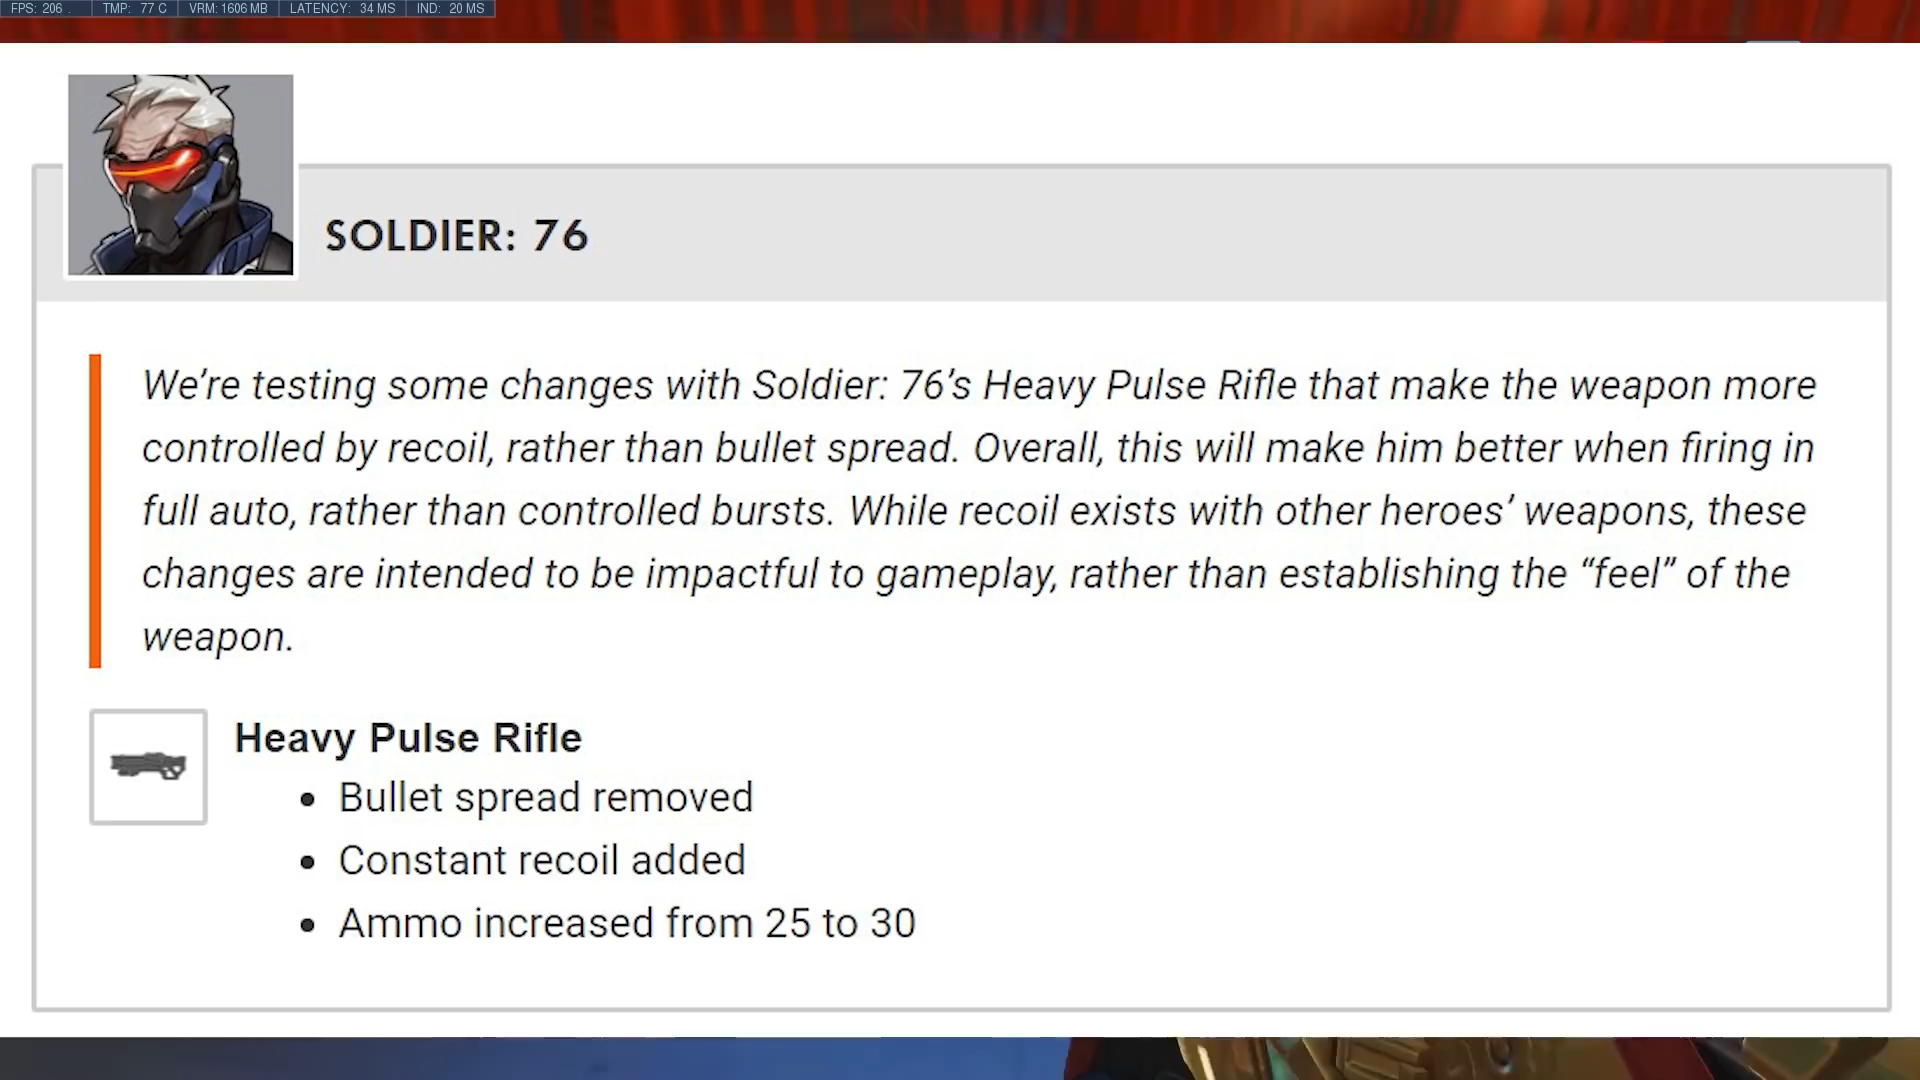 FPS: 206 TMP: 77 C VRM: 1606 MB LATENCY: 34 MS IND: 20 MS
SOLDIER: 76
We’re testing some changes with Soldier: 76’s Heavy Pulse Rifle that make the weapon more
controlled by recoil, rather than bullet spread. Overall, this will make him better when firing in
full auto, rather than controlled bursts. While recoil exists with other heroes’ weapons, these
changes are intended to be impactful to gameplay, rather than establishing the “feel” of the
weapon.
Heavy Pulse Rifle
• Bullet spread removed
• Constant recoil added
• Ammo increased from 25 to 30